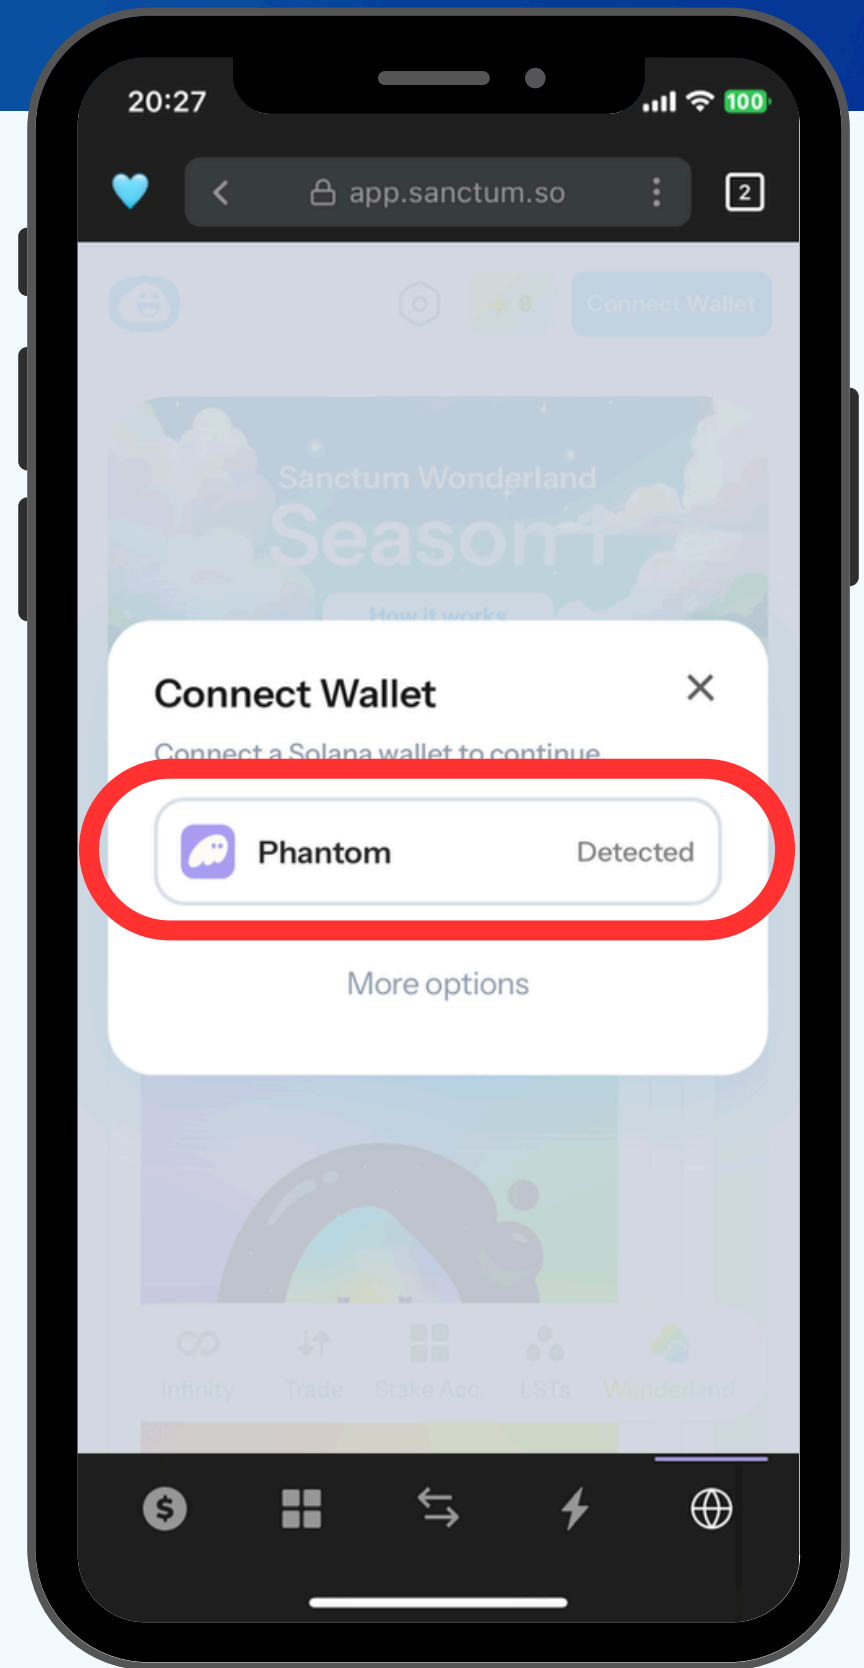 20:27
100
app.sanctum.so
2
0
Connect Wallet
Sanctum Wonderland
Season 1
How it works
Connect Wallet
Connect a Solana wallet to continue
Phantom
Detected
More options
Infinity
Trade
Stake Acc.
LSTs
Wonderland